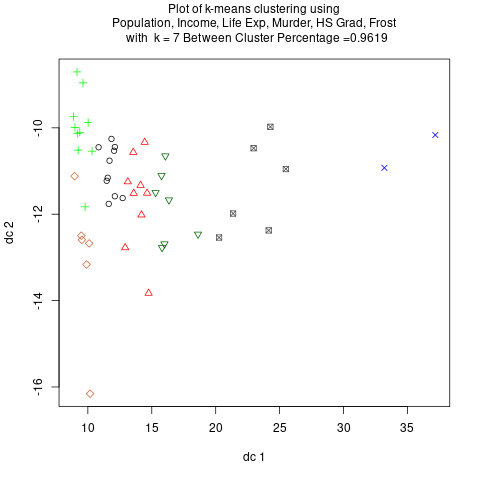 Plot of k-means clustering using
Population, Income, Life Exp, Murder, HS Grad, Frost
with k = 7 Between Cluster Percentage =0.9619
-10
-12
-14
-16
dc 2
10 15 20 25 30 35
dc 1